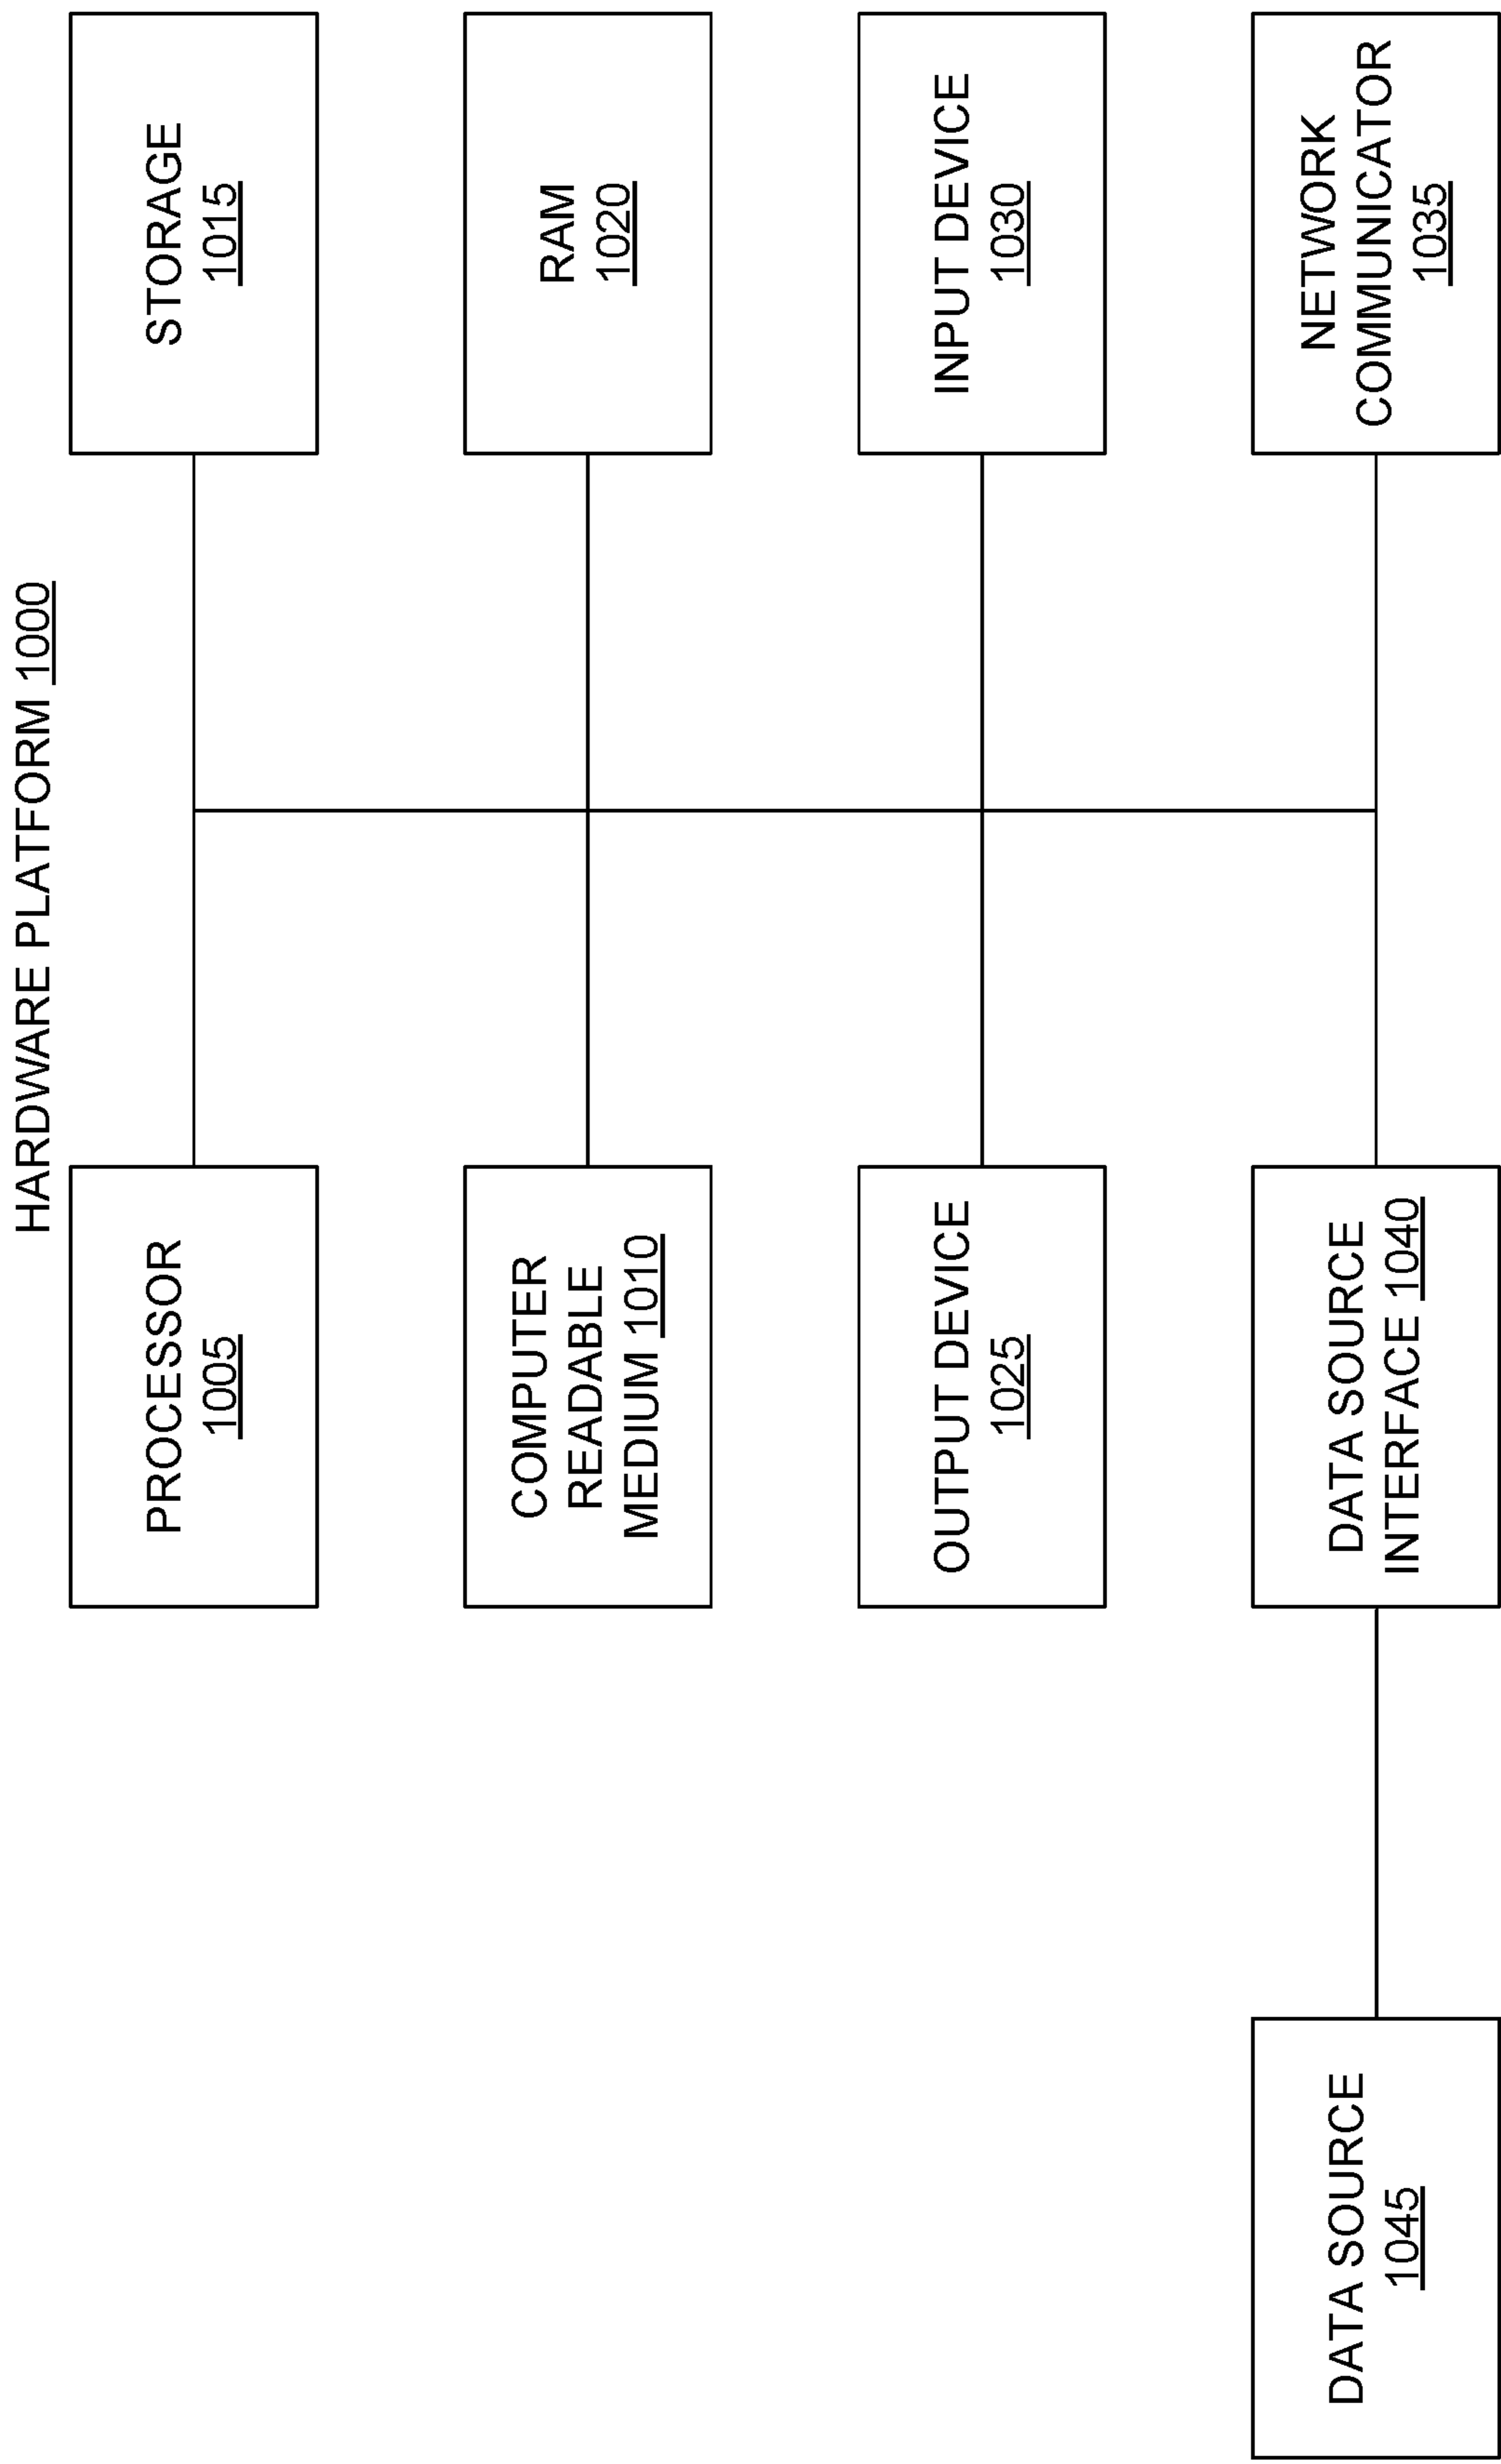 HARDWARE PLATFORM 1000
PROCESSOR
1005
STORAGE
1015
COMPUTER
READABLE
MEDIUM 1010
RAM
1020
OUTPUT DEVICE
1025
INPUT DEVICE
1030
DATA SOURCE
1045
DATA SOURCE
INTERFACE 1040
NETWORK
COMMUNICATOR
1035